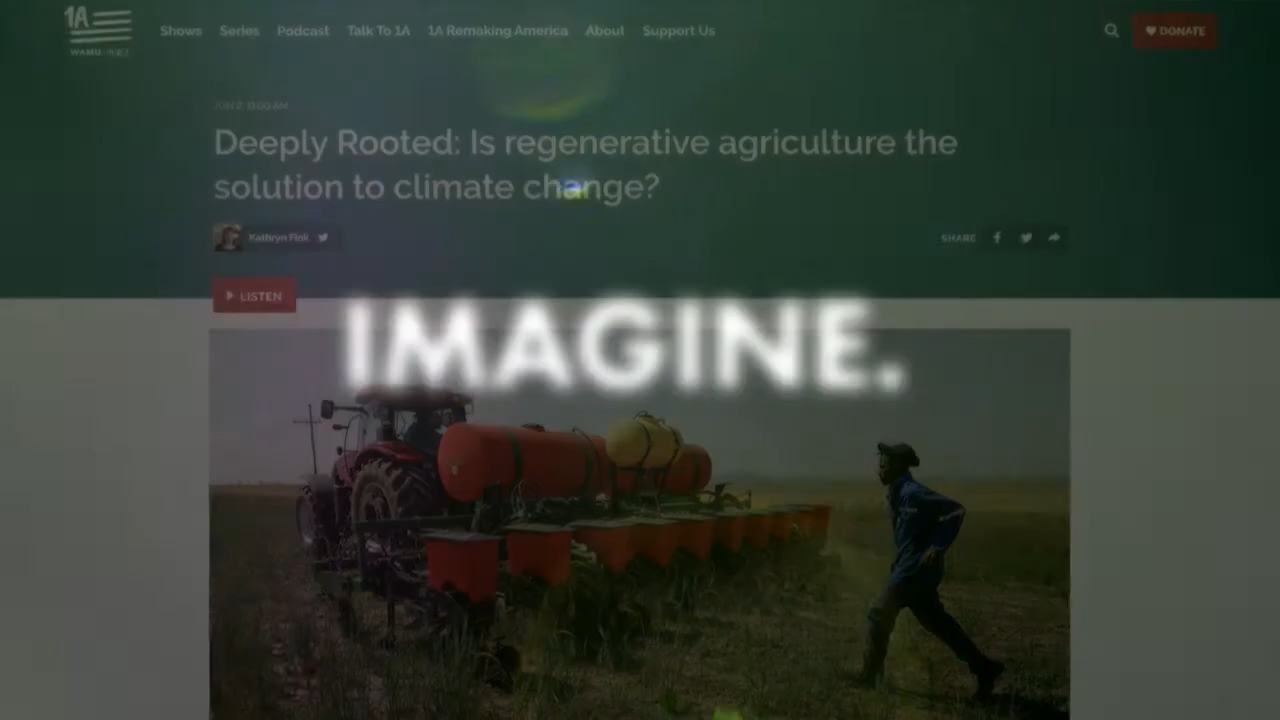 1A
WAMU
Shows Series Podcast Talk To 1A 1A Remaking America About Support Us
DONATE
Deeply Rooted: Is regenerative agriculture the
solution to climate change?
Kathryn Fink
SHARE
LISTEN
IMAGINE.